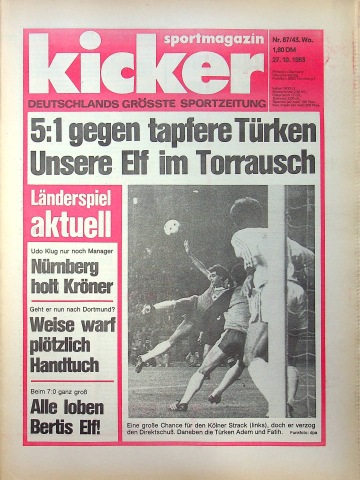 sportmagazin
kicker
DEUTSCHLANDS GRÖSSTE SPORTZEITUNG
Nr. 87/43. Wo.
1,80 DM
27. 10. 1983
5:1 gegen tapfere Türken
Unsere Elf im Torrausch
Länderspiel
aktuell
Udo Klug nur noch Manager
Nürnberg
holt Kröner
Geht er nun nach Dortmund?
Weise warf
plötzlich
Handtuch
Beim 7:0 ganz groß
Alle loben
Bertis Elf!
Eine große Chance für den Kölner Strack (links), doch er verzog
den Direktschuß. Daneben die Türken Adem und Fatih.
Funkfoto: dpa